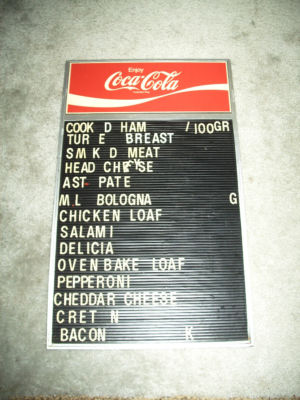 Enjoy
Coca-Cola
COOK D HAM /100GR
TUR E BREAST
SM K D MEAT
HEAD CHEESE
AST PATE
M.L BOLOGNA G
CHICKEN LOAF
SALAMI
DELICIA
OVEN BAKE LOAF
PEPPERONI
CHEDDAR CHEESE
CRET N
BACON K